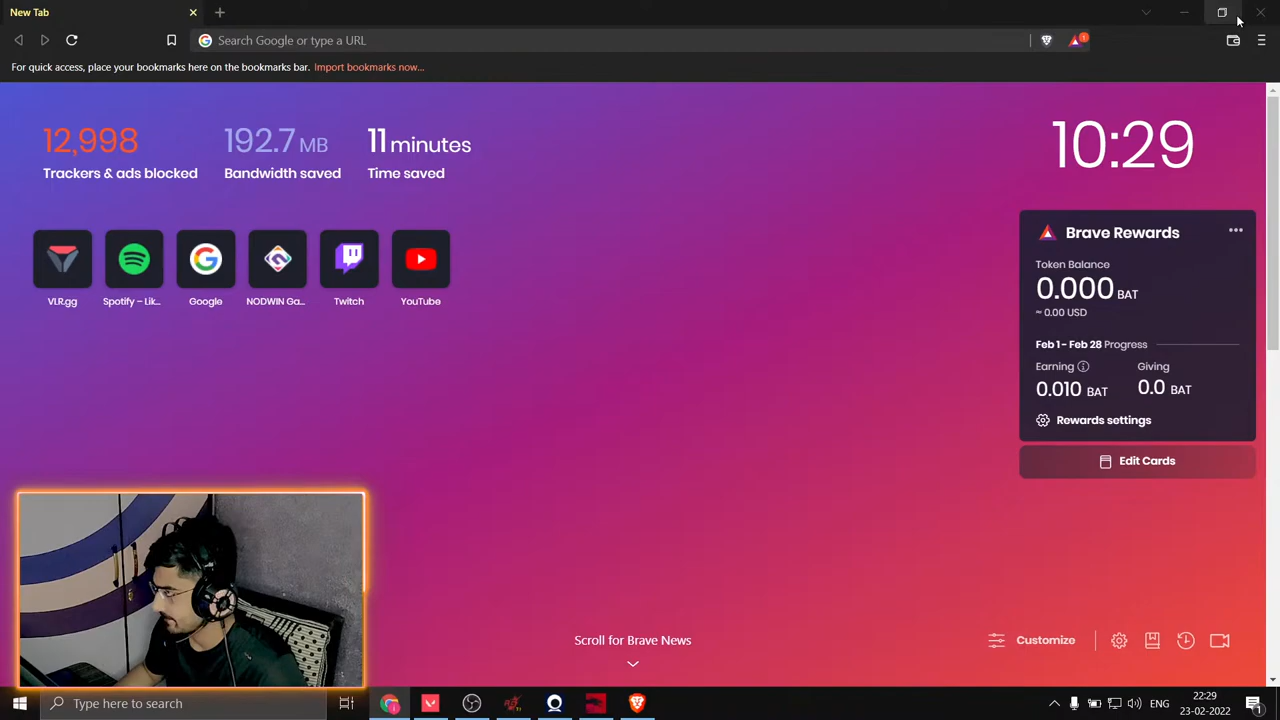 New Tab
Search Google or type a URL
1
For quick access, place your bookmarks here on the bookmarks bar. Import bookmarks now...
12,998
Trackers & ads blocked
192.7 MB
Bandwidth saved
11 minutes
Time saved
10:29
VLR.gg
Spotify – Lik...
Google
NODWIN Ga...
Twitch
YouTube
Brave Rewards
Token Balance
0.000 BAT
≈ 0.00 USD
Feb 1 - Feb 28 Progress
Earning
0.010 BAT
Giving
0.0 BAT
Rewards settings
Edit Cards
Scroll for Brave News
Customize
Type here to search
ENG
22:29
23-02-2022
1